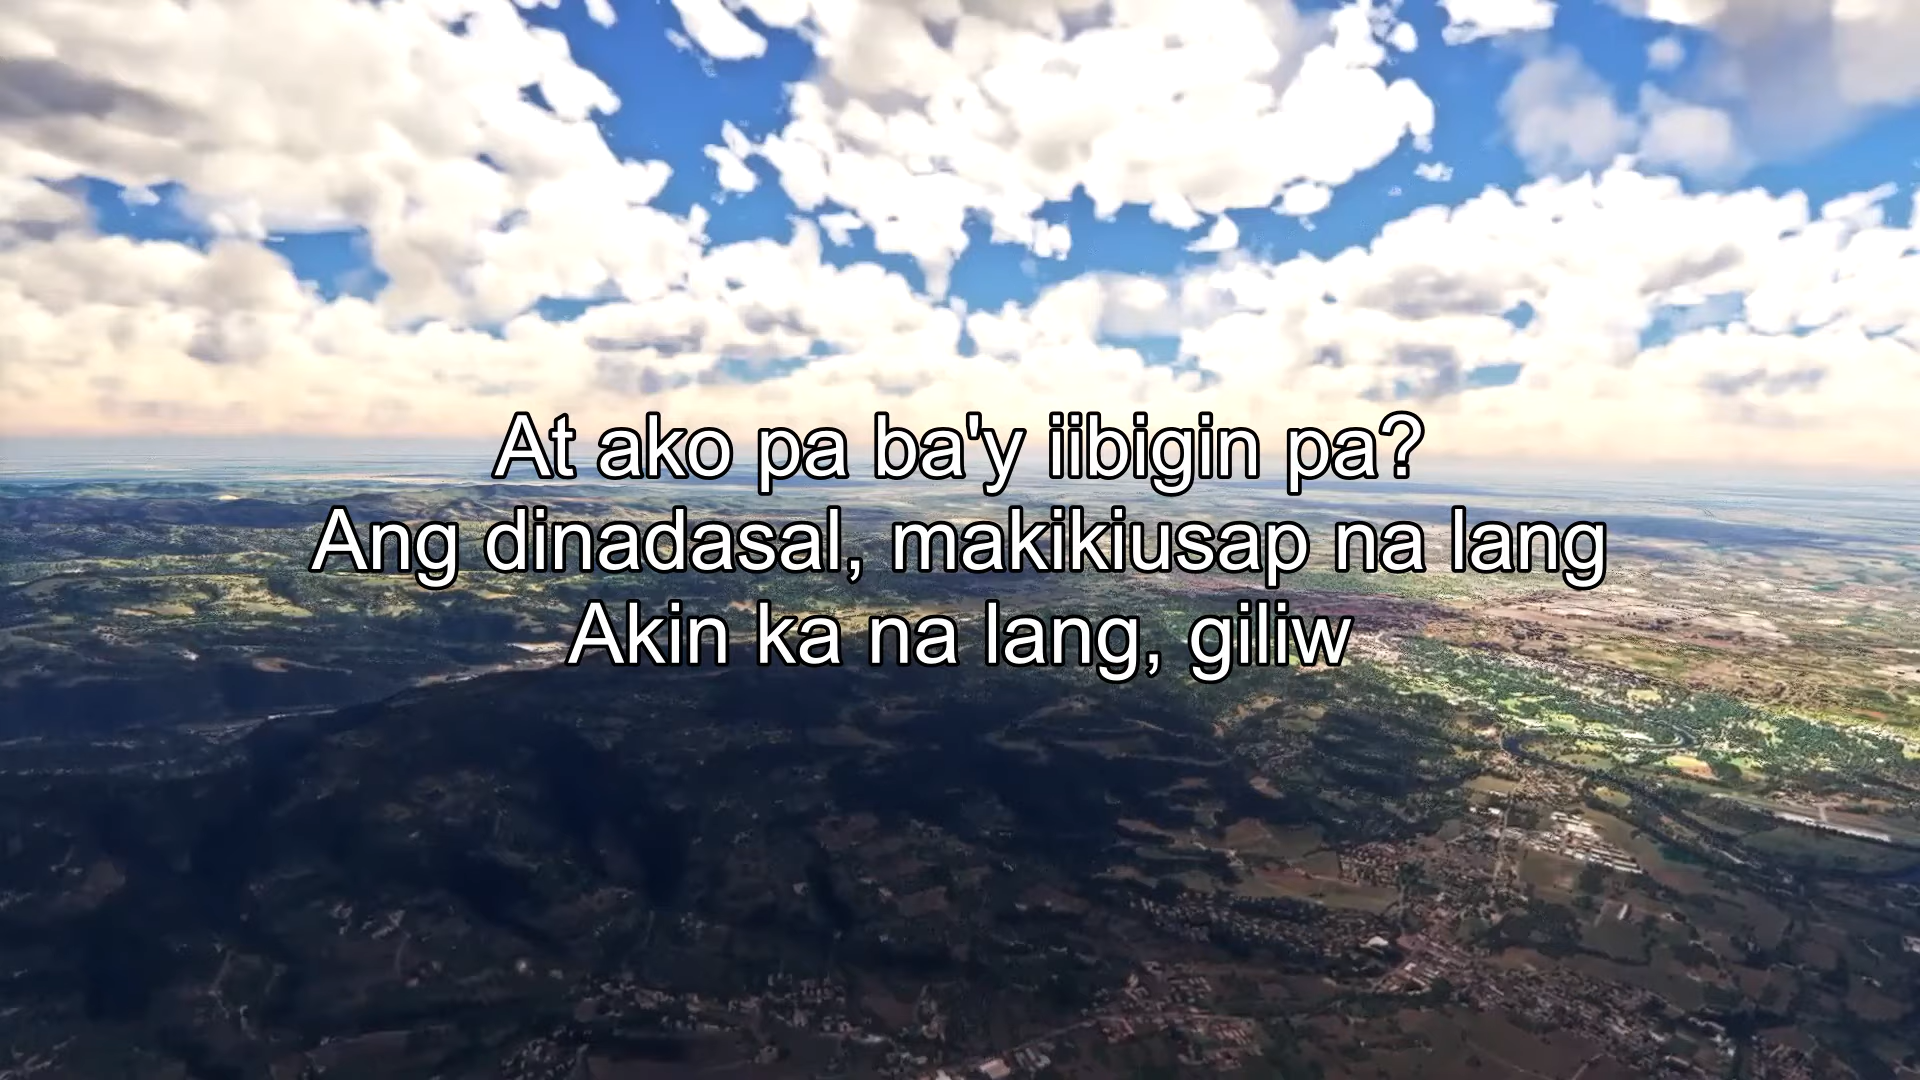 At ako pa ba'y iibigin pa?
Ang dinadasal, makikiusap na lang
Akin ka na lang, giliw